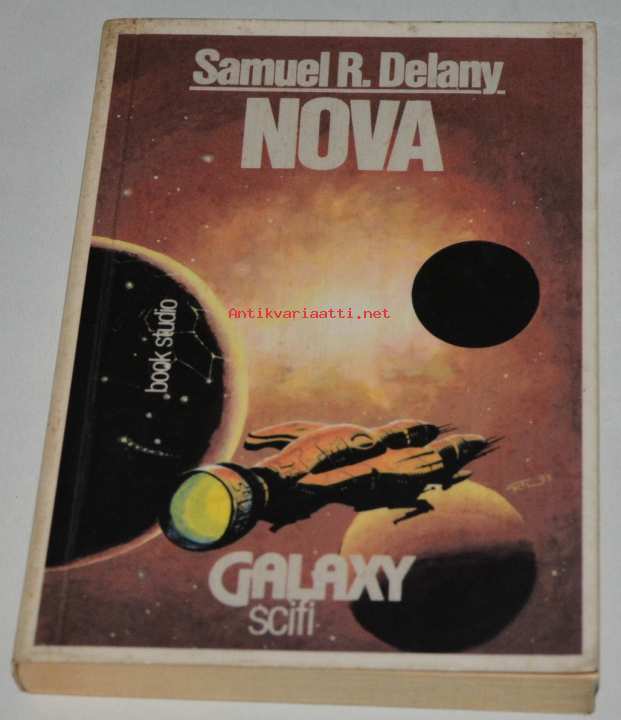 Samuel R. Delany
NOVA
Antikvariaatti.net
book studio
GALAXY
scifi